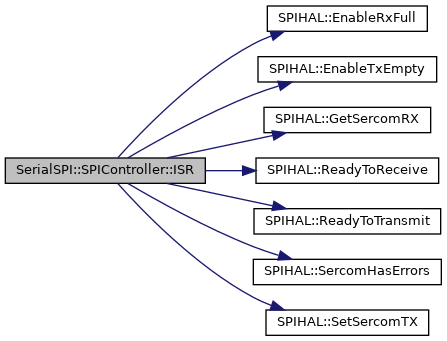 SPIHAL::EnableRxFull
SPIHAL::EnableTxEmpty
SPIHAL::GetSercomRX
SerialSPI::SPIController::ISR
SPIHAL::ReadyToReceive
SPIHAL::ReadyToTransmit
SPIHAL::SercomHasErrors
SPIHAL::SetSercomTX